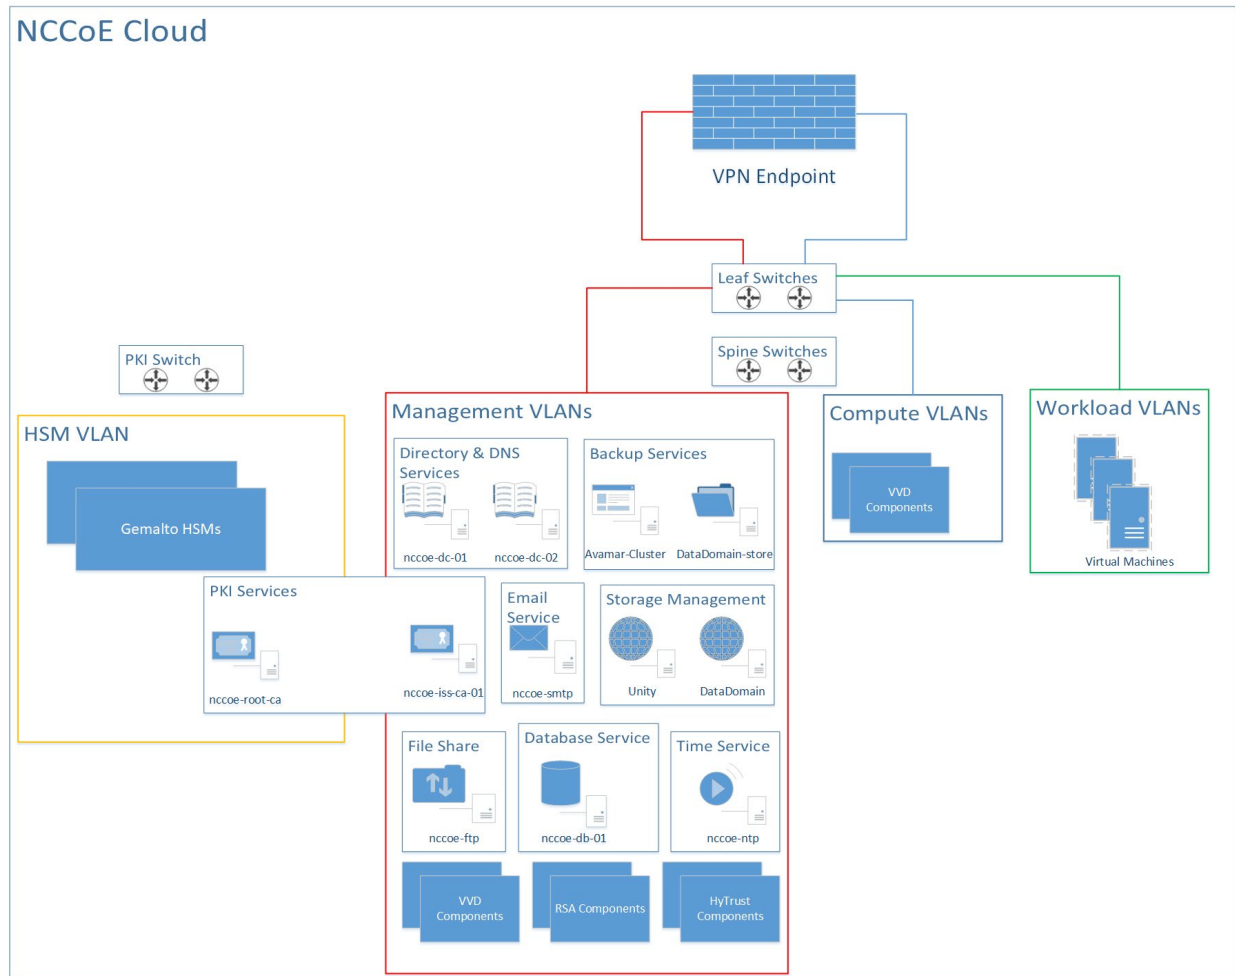 NCCoE Cloud
VPN Endpoint
Leaf Switches
Spine Switches
PKI Switch
HSM VLAN
Gemalto HSMs
Management VLANs
Directory & DNS
Services
nccoe-dc-01
nccoe-dc-02
Backup Services
Avamar-Cluster
DataDomain-store
PKI Services
nccoe-root-ca
nccoe-iss-ca-01
Email
Service
nccoe-smtp
Storage Management
Unity
DataDomain
File Share
nccoe-ftp
Database Service
nccoe-db-01
Time Service
nccoe-ntp
VVD
Components
RSA Components
HyTrust
Components
Compute VLANs
VVD
Components
Workload VLANs
Virtual Machines